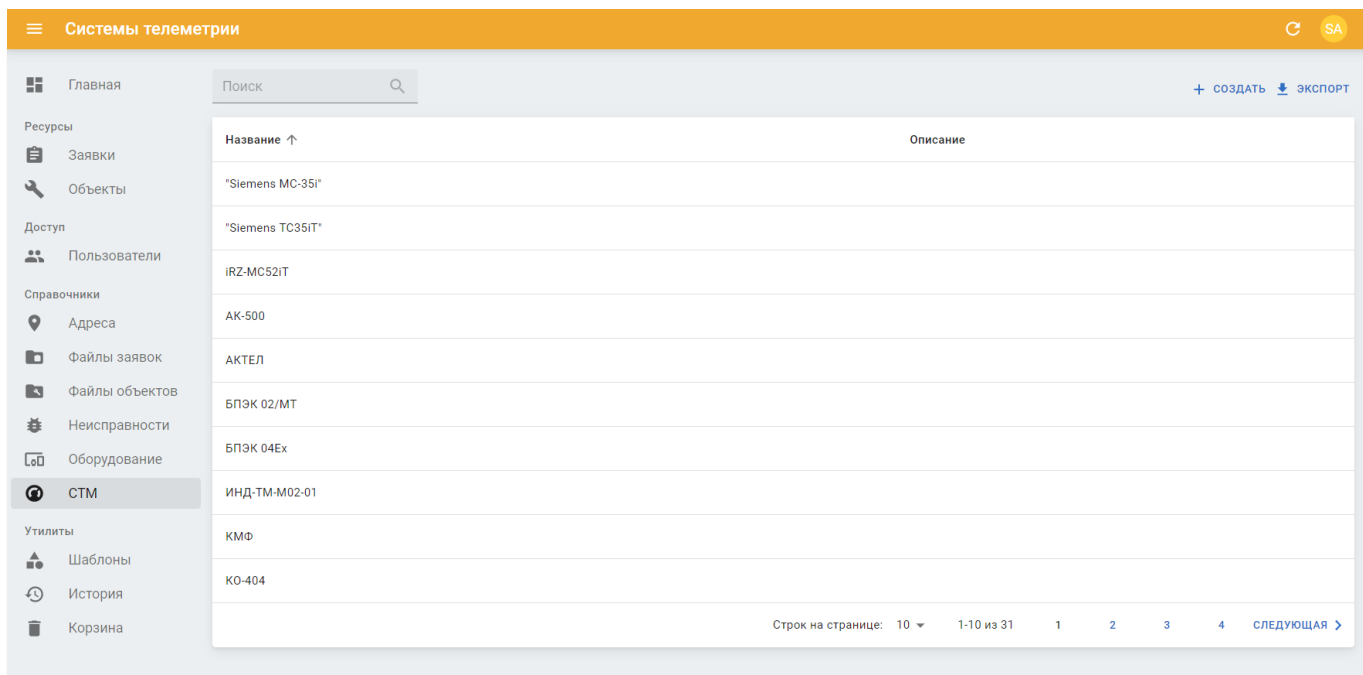 Системы телеметрии
SA
Главная
Поиск
СОЗДАТЬ ЭКСПОРТ
Ресурсы
Заявки
Объекты
Доступ
Пользователи
Справочники
Адреса
Файлы заявок
Файлы объектов
Неисправности
Оборудование
СТМ
Утилиты
Шаблоны
История
Корзина
Название Описание
"Siemens MC-35i"
"Siemens TC35iT"
iRZ-MC52iT
АК-500
АКТЕЛ
БПЭК 02/МТ
БПЭК 04Ex
ИНД-ТМ-М02-01
КМФ
КО-404
Строк на странице: 10 1-10 из 31 1 2 3 4 СЛЕДУЮЩАЯ